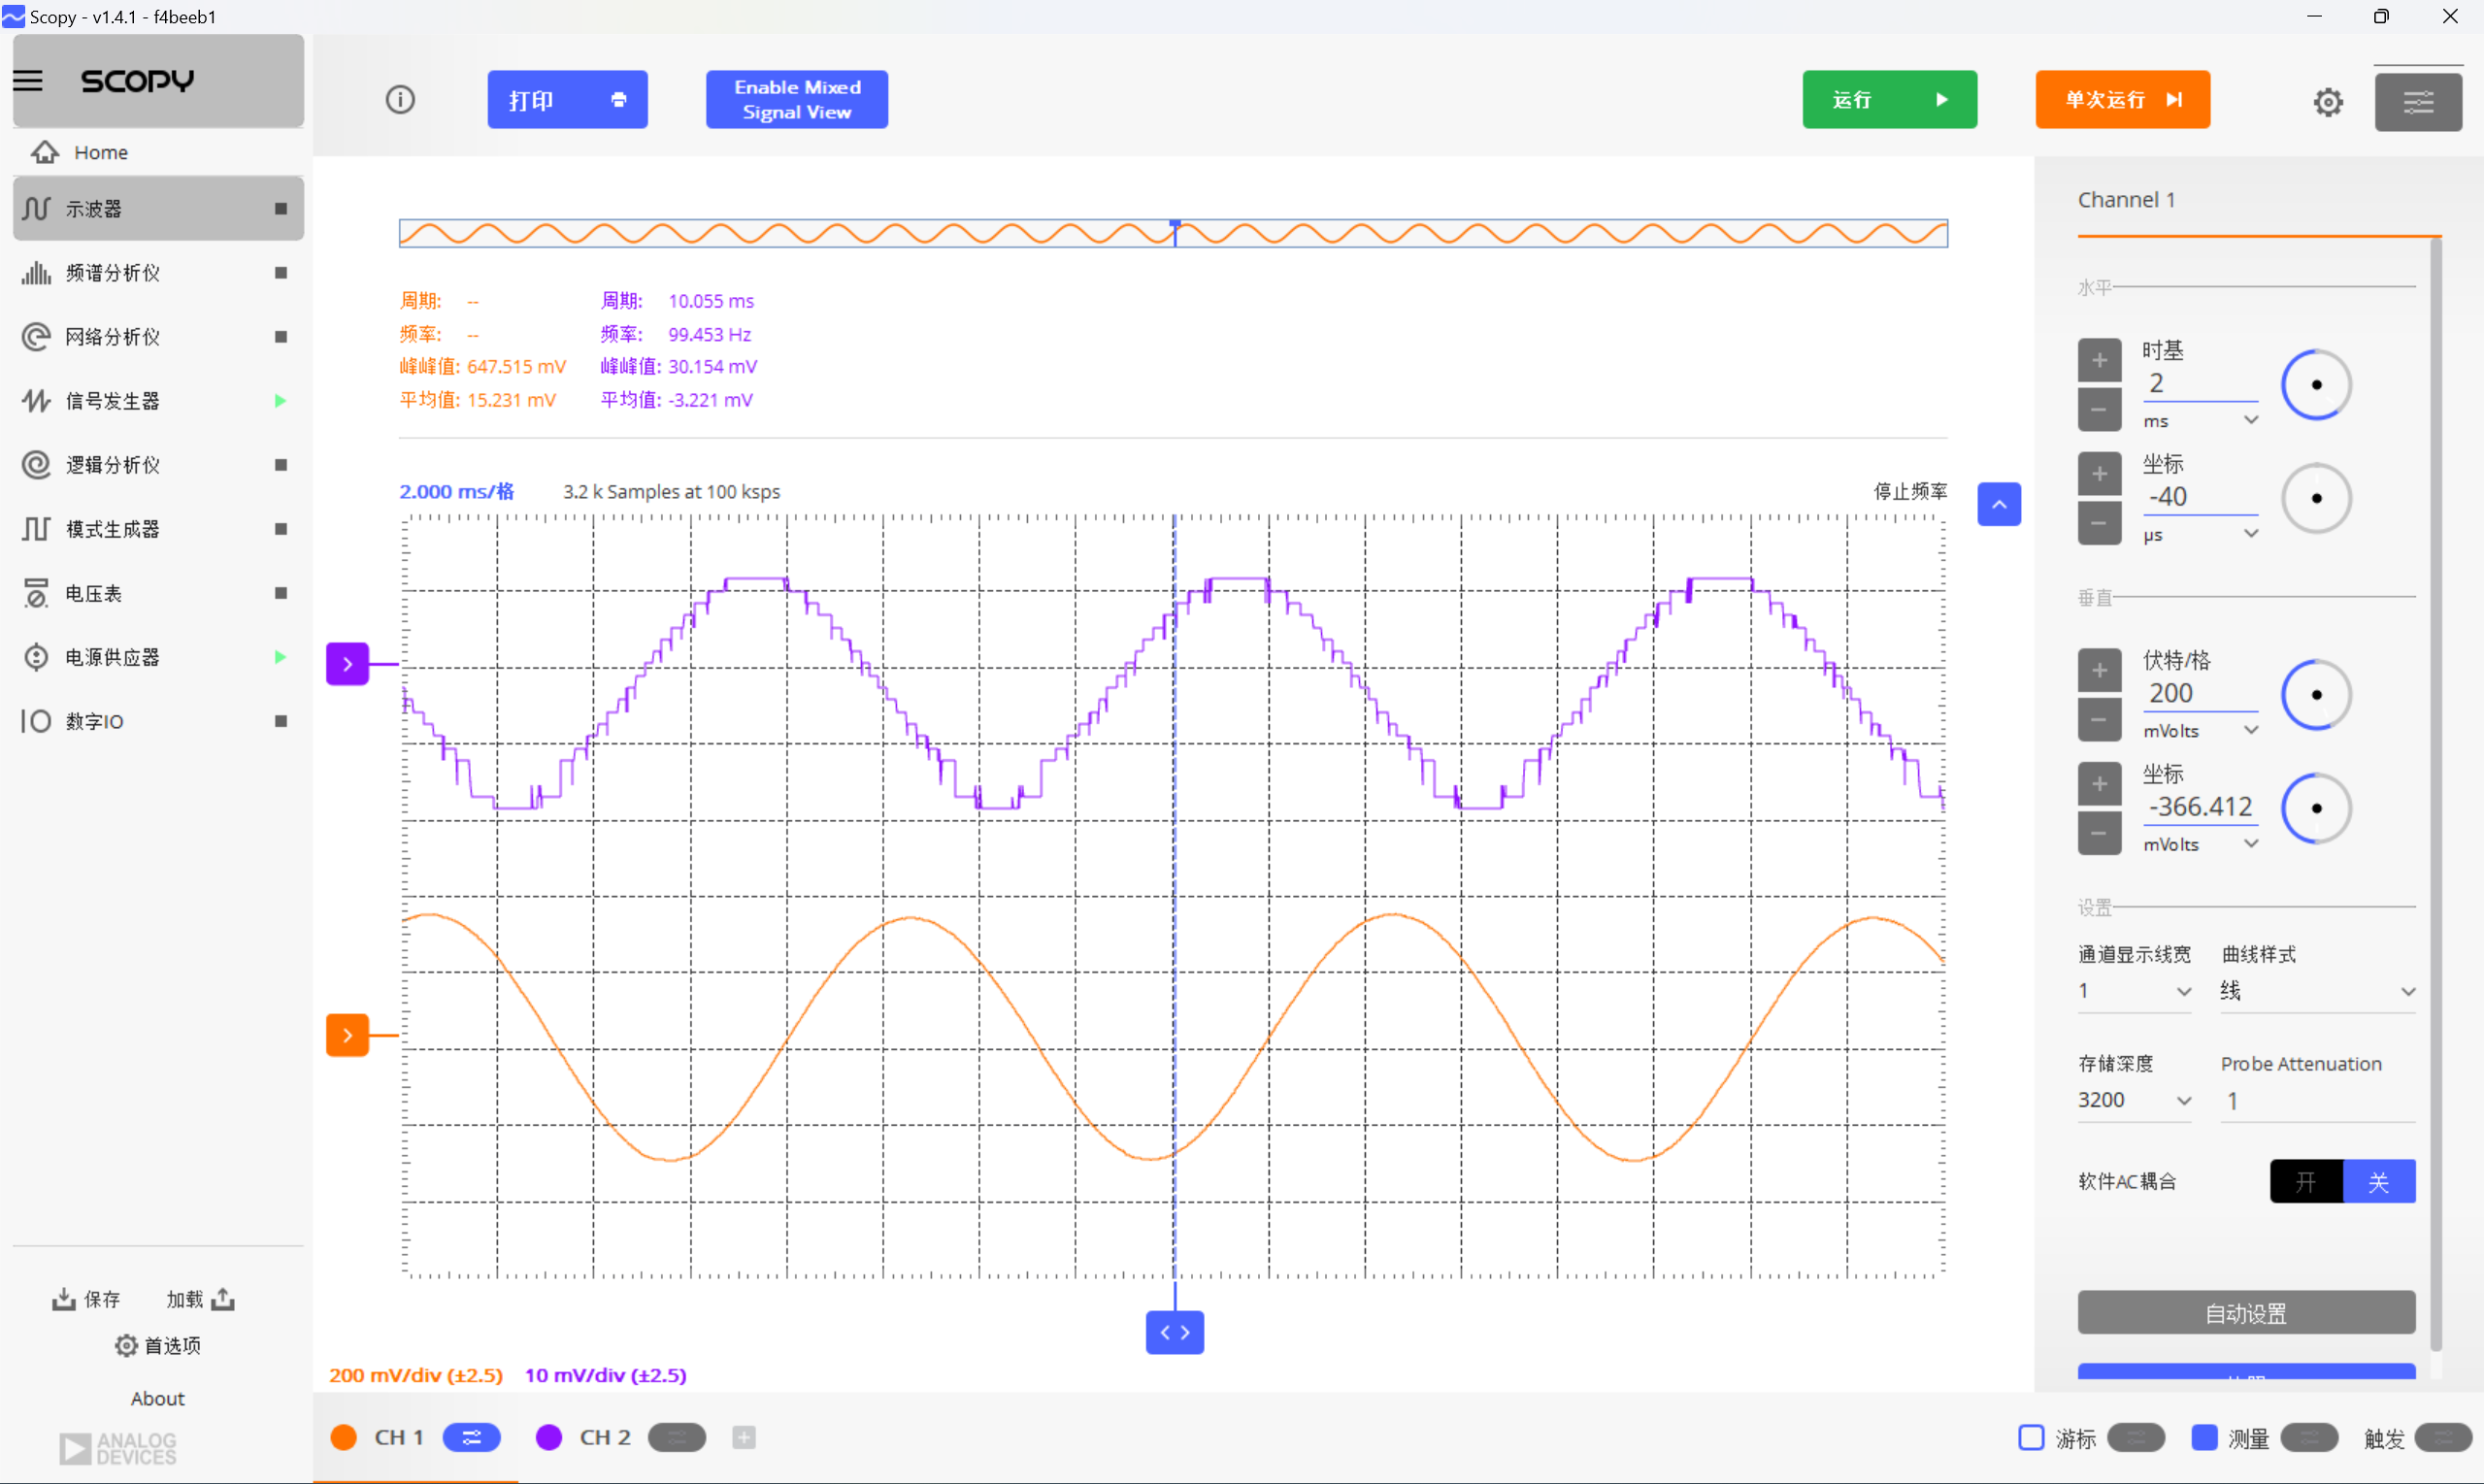 Scopy - v1.4.1 - f4beeb1
SCOPY
打印
Enable Mixed
Signal View
运行
单次运行
Home
示波器
频谱分析仪
网络分析仪
信号发生器
逻辑分析仪
模式生成器
电压表
电源供应器
数字IO
保存 加载
首选项
About
ANALOG
DEVICES
周期: -- 周期: 10.055 ms
频率: -- 频率: 99.453 Hz
峰峰值: 647.515 mV 峰峰值: 30.154 mV
平均值: 15.231 mV 平均值: -3.221 mV
2.000 ms/格 3.2 k Samples at 100 ksps 停止频率
200 mV/div (±2.5) 10 mV/div (±2.5)
CH 1 CH 2
游标 测量 触发
Channel 1
水平
时基
2
ms
坐标
-40
µs
垂直
伏特/格
200
mVolts
坐标
-366.412
mVolts
设置
通道显示线宽 曲线样式
1 线
存储深度 Probe Attenuation
3200 1
软件AC耦合 开 关
自动设置